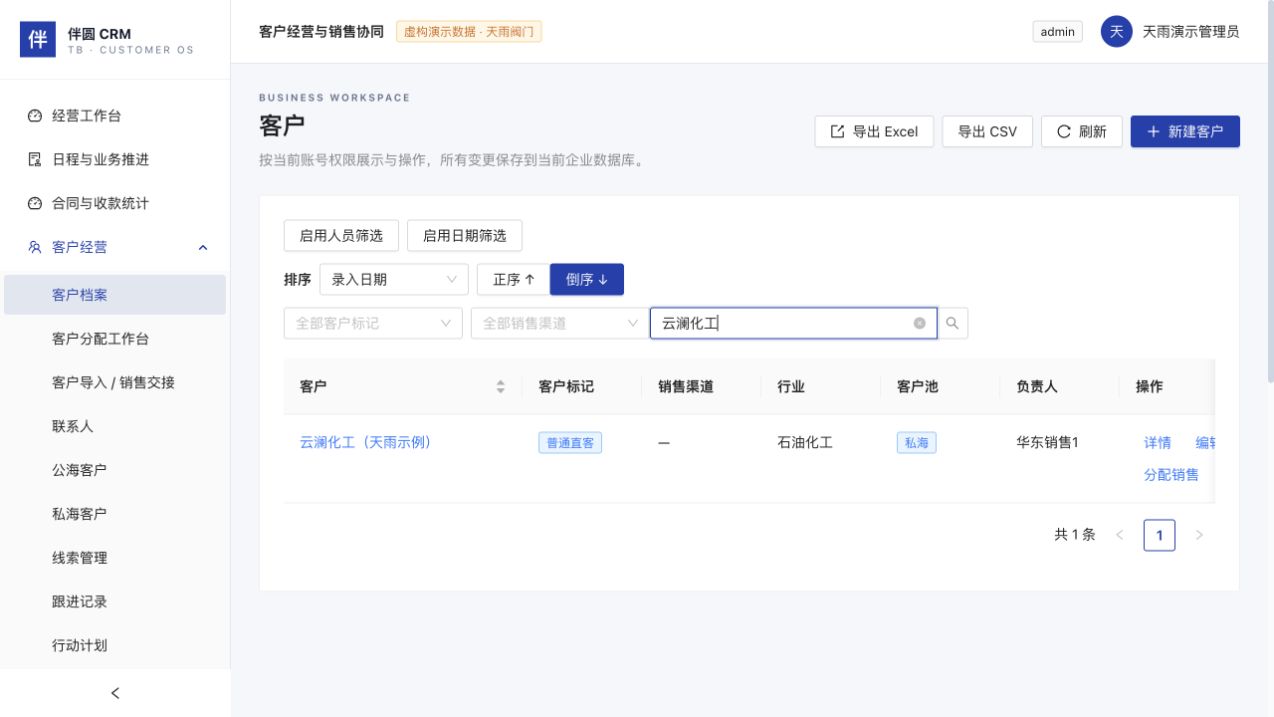 伴
伴圆 CRM
TB · CUSTOMER OS
客户经营与销售协同
虚构演示数据 · 天雨阀门
admin
天
天雨演示管理员
经营工作台
日程与业务推进
合同与收款统计
客户经营
客户档案
客户分配工作台
客户导入 / 销售交接
联系人
公海客户
私海客户
线索管理
跟进记录
行动计划
BUSINESS WORKSPACE
客户
按当前账号权限展示与操作，所有变更保存到当前企业数据库。
导出 Excel
导出 CSV
刷新
新建客户
启用人员筛选
启用日期筛选
排序
录入日期
正序 ↑
倒序 ↓
全部客户标记
全部销售渠道
云澜化工
客户 客户标记 销售渠道 行业 客户池 负责人 操作
云澜化工（天雨示例） 普通直客 — 石油化工 私海 华东销售1 详情
分配销售
共 1 条
1